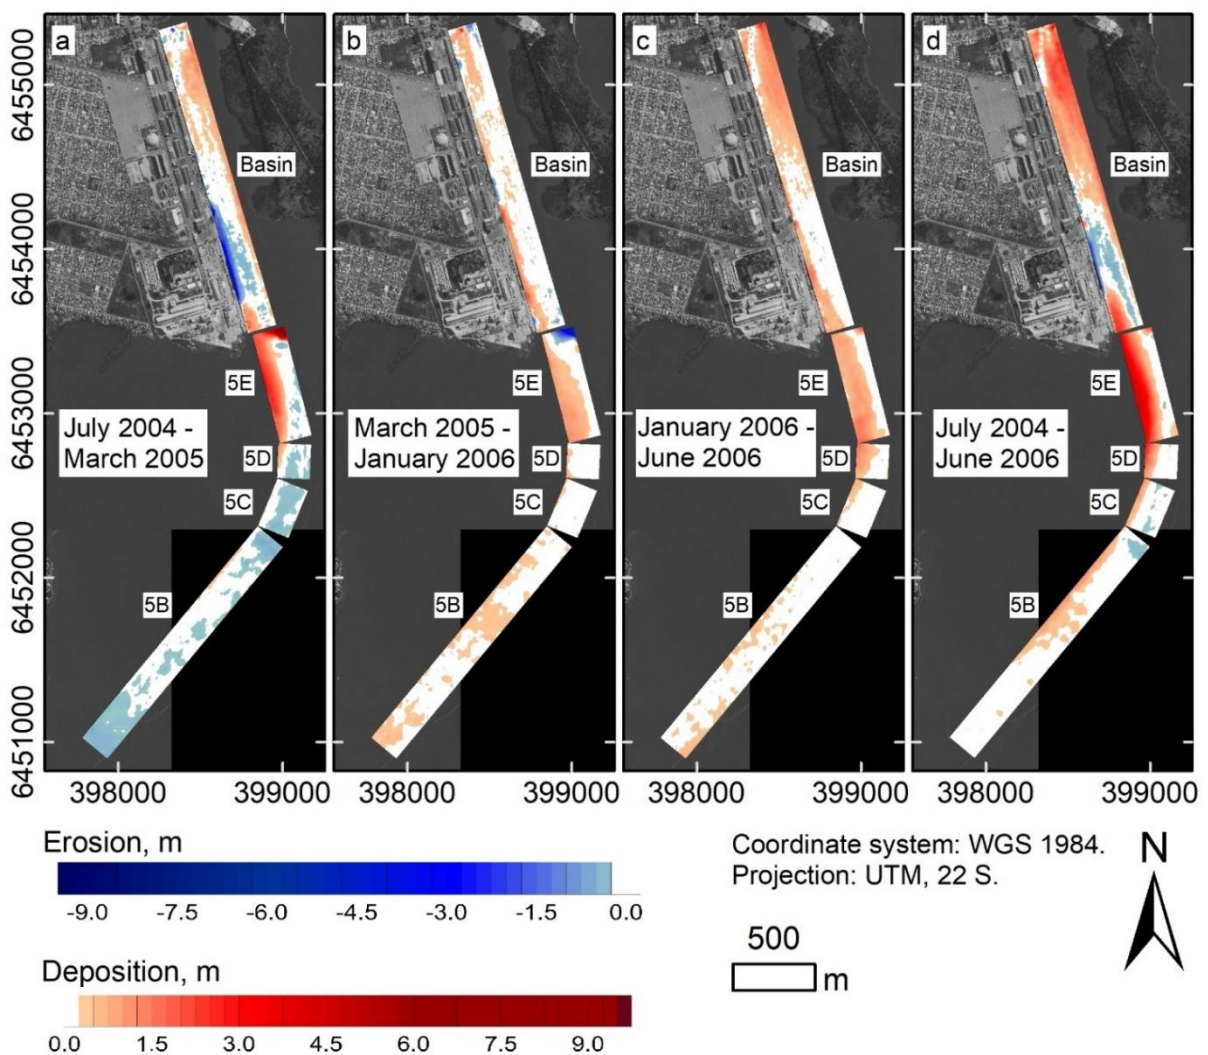 a
b
c
d
6455000
6454000
6453000
6452000
6451000
Basin
5E
July 2004 -
March 2005
5D
5C
5B
Basin
5E
March 2005 -
January 2006
5D
5C
5B
Basin
5E
January 2006 -
June 2006
5D
5C
5B
Basin
5E
July 2004 -
June 2006
5D
5C
5B
398000 399000 398000 399000 398000 399000 398000 399000
Erosion, m
-9.0 -7.5 -6.0 -4.5 -3.0 -1.5 0.0
Deposition, m
0.0 1.5 3.0 4.5 6.0 7.5 9.0
Coordinate system: WGS 1984.
Projection: UTM, 22 S.
500
m
N